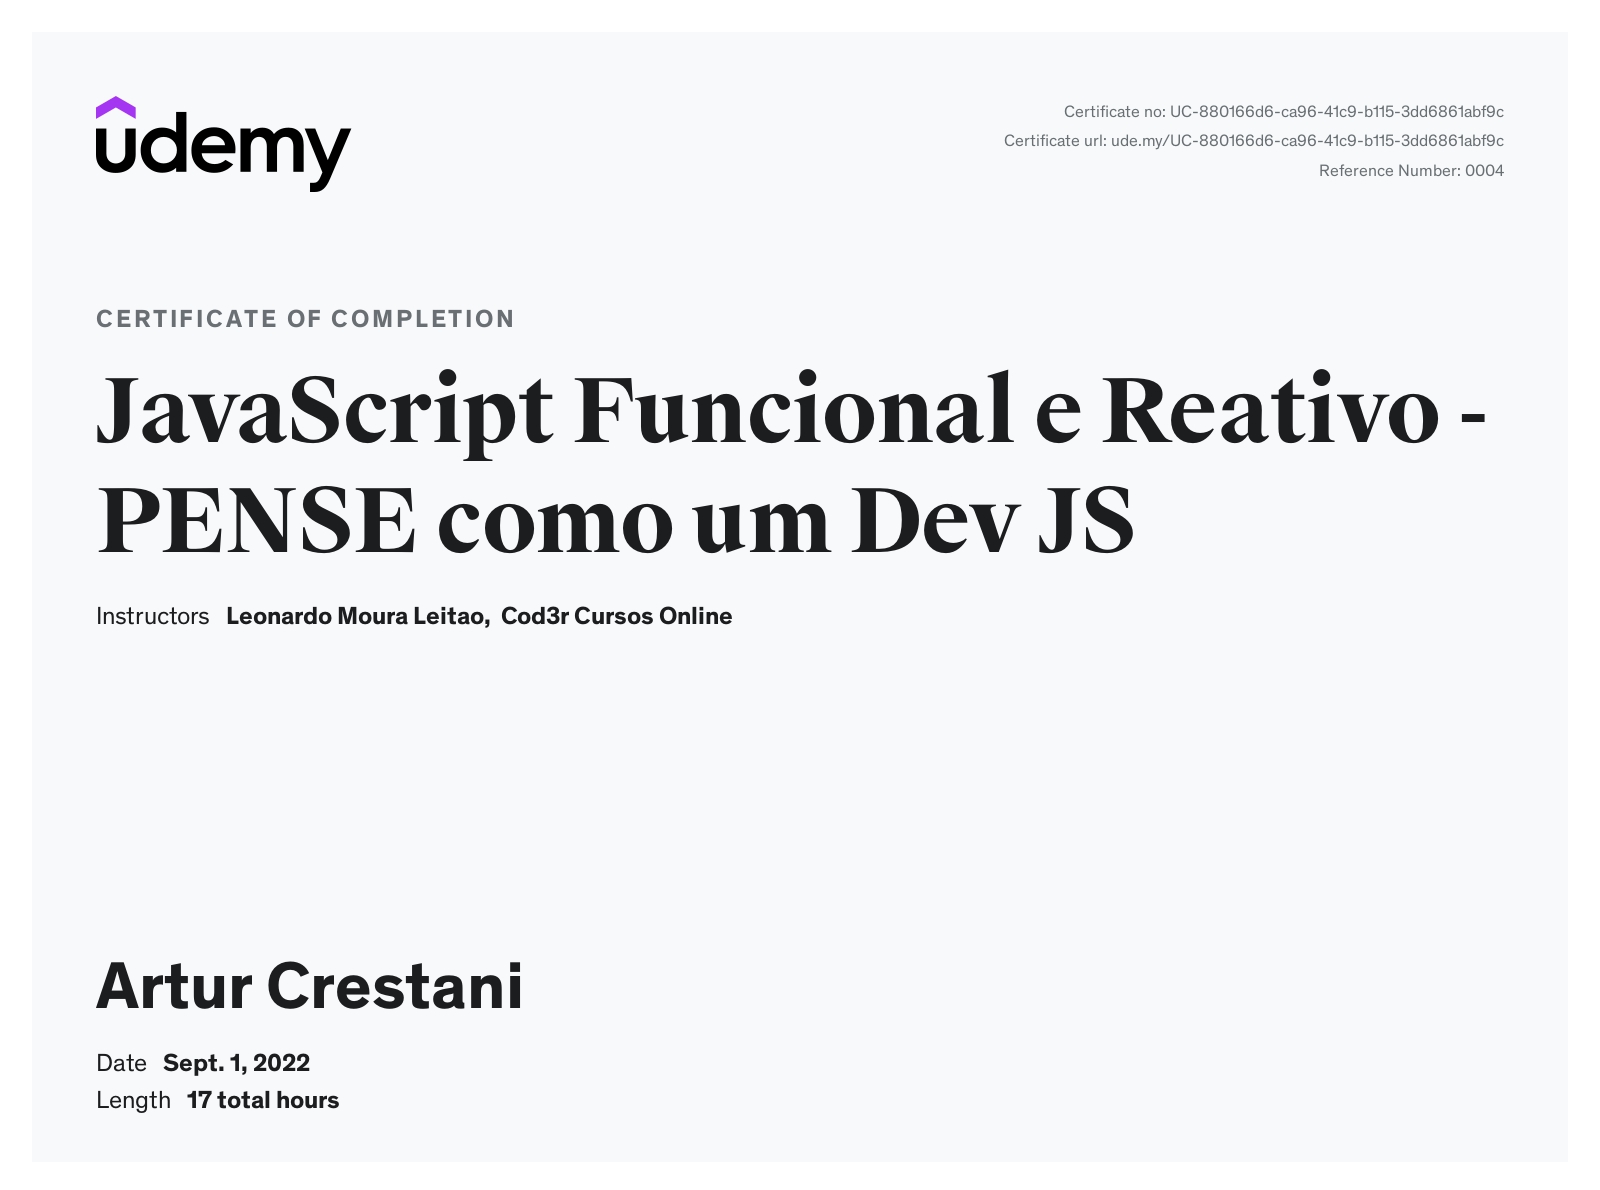 udemy
Certificate no: UC-880166d6-ca96-41c9-b115-3dd6861abf9c
Certificate url: ude.my/UC-880166d6-ca96-41c9-b115-3dd6861abf9c
Reference Number: 0004
CERTIFICATE OF COMPLETION
JavaScript Funcional e Reativo -
PENSE como um Dev JS
Instructors Leonardo Moura Leitao, Cod3r Cursos Online
Artur Crestani
Date Sept. 1, 2022
Length 17 total hours